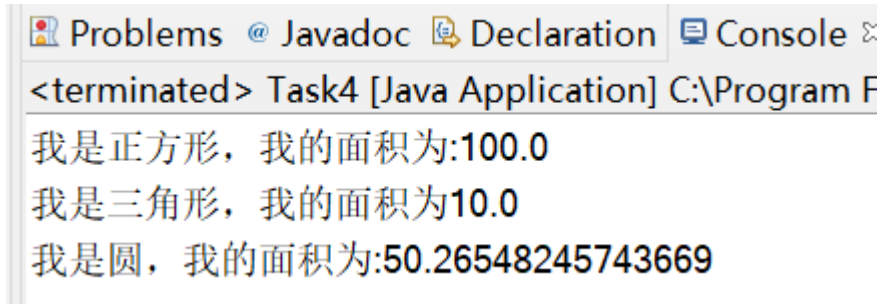 Problems @ Javadoc Declaration Console
<terminated> Task4 [Java Application] C:\Program F
我是正方形，我的面积为:100.0
我是三角形，我的面积为10.0
我是圆，我的面积为:50.26548245743669